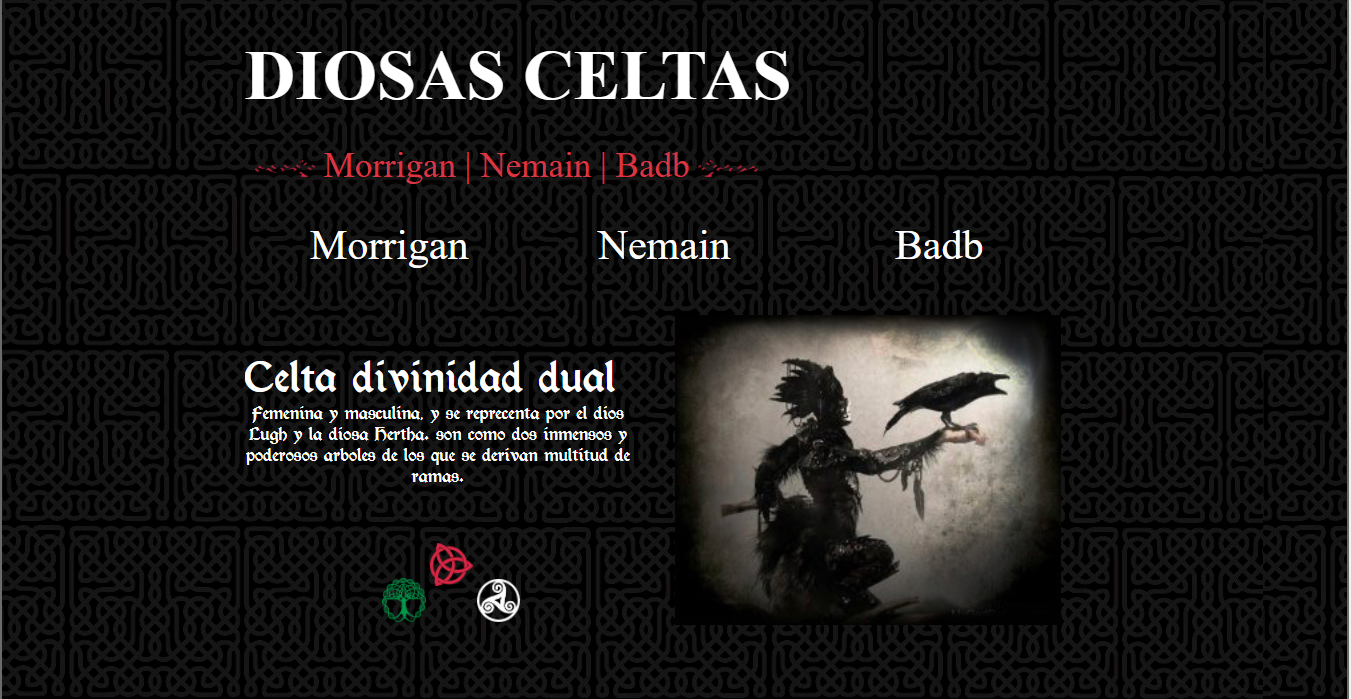 DIOSAS CELTAS
Morrigan | Nemain | Badb
Morrigan Nemain Badb
Celta divinidad dual
Femenina y masculina, y se reprecenta por el dios
Lugh y la diosa Hertha. son como dos inmensos y
poderosos arboles de los que se derivan multitud de
ramas.